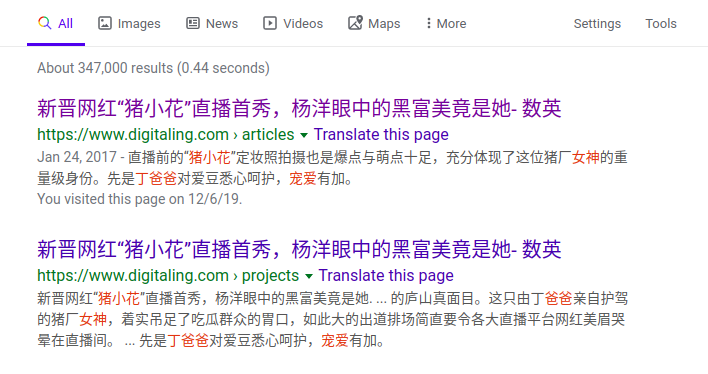 All Images News Videos Maps More Settings Tools
About 347,000 results (0.44 seconds)
新晋网红“猪小花”直播首秀，杨洋眼中的黑富美竟是她- 数英
https://www.digitaling.com › articles Translate this page
Jan 24, 2017 - 直播前的“猪小花”定妆照拍摄也是爆点与萌点十足，充分体现了这位猪厂女神的重
量级身份。先是丁爸爸对爱豆悉心呵护，宠爱有加。
You visited this page on 12/6/19.
新晋网红“猪小花”直播首秀，杨洋眼中的黑富美竟是她- 数英
https://www.digitaling.com › projects Translate this page
新晋网红“猪小花”直播首秀，杨洋眼中的黑富美竟是她. ... 的庐山真面目。这只由丁爸爸亲自护驾
的猪厂女神，着实吊足了吃瓜群众的胃口，如此大的出道排场简直要令各大直播平台网红美眉哭
晕在直播间。 ... 先是丁爸爸对爱豆悉心呵护，宠爱有加。